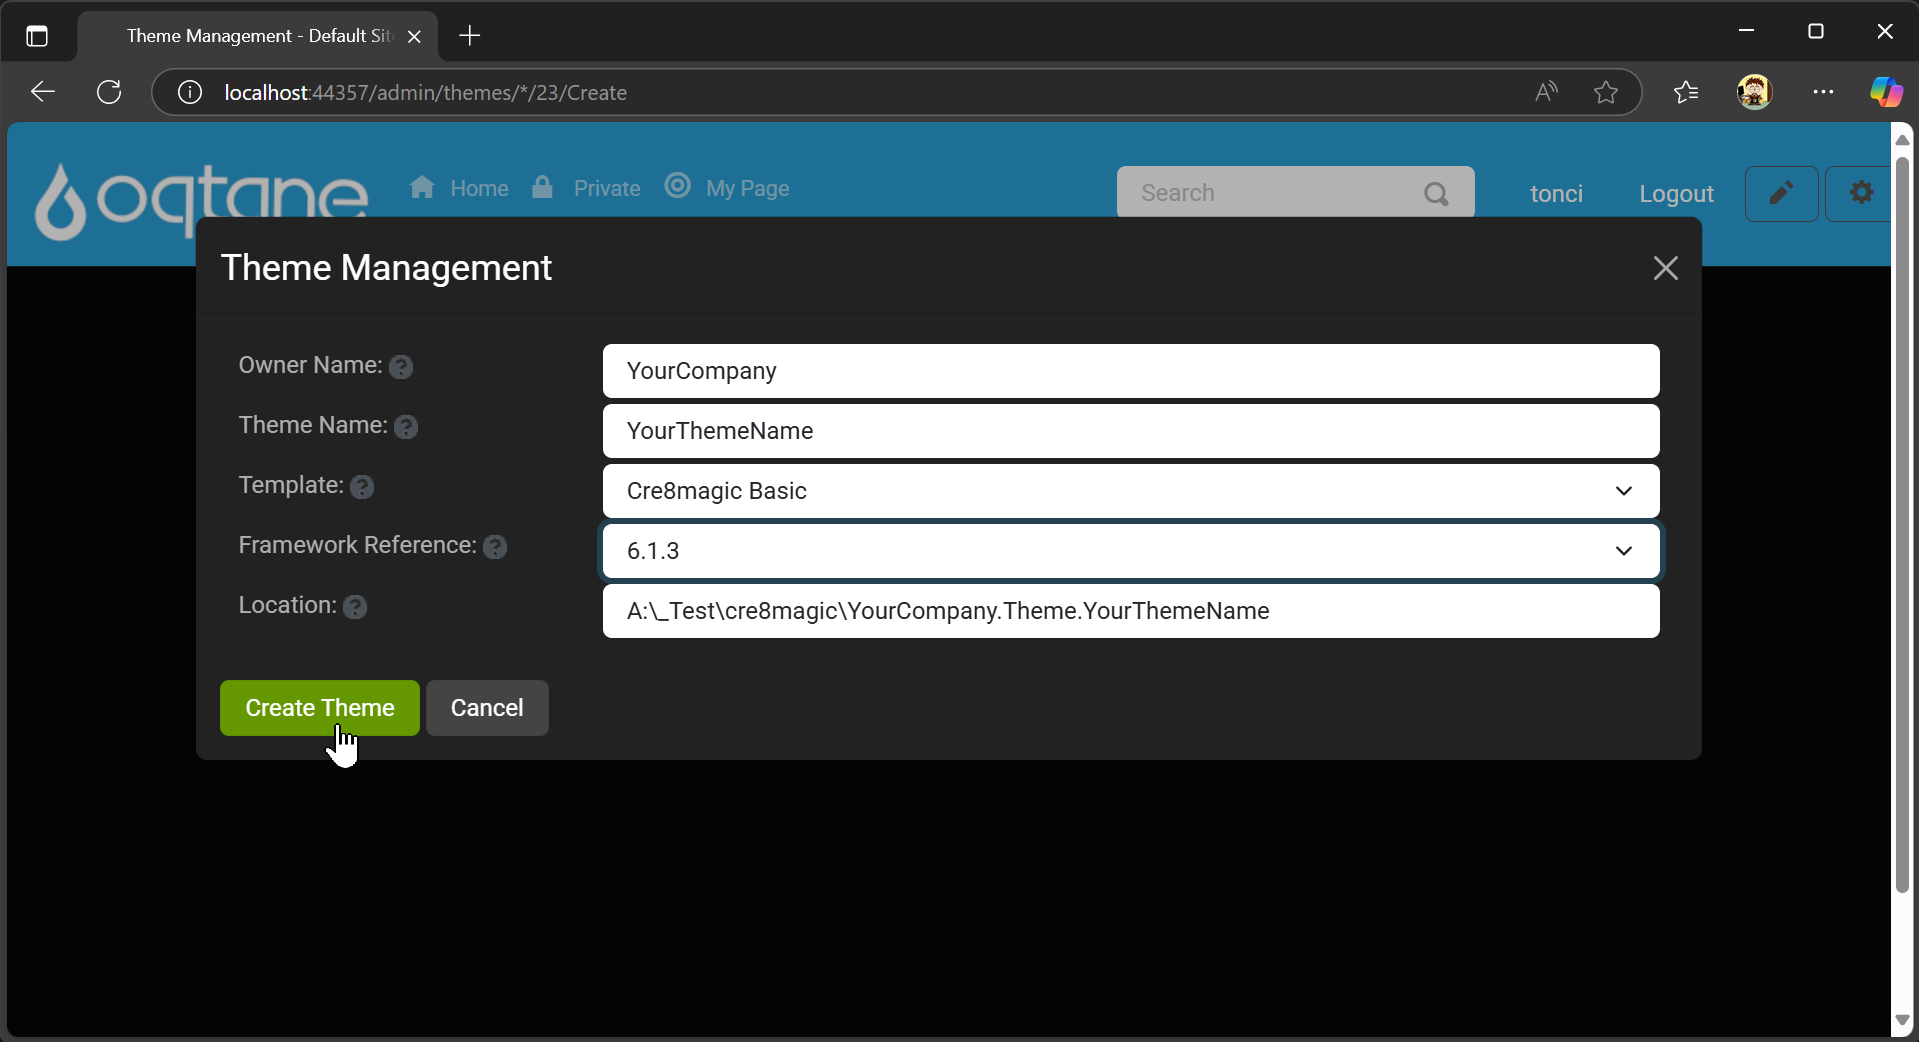 Theme Management - Default Sit
localhost:44357/admin/themes/*/23/Create
oqtane
Home
Private
My Page
Search
tonci
Logout
Theme Management
Owner Name:
YourCompany
Theme Name:
YourThemeName
Template:
Cre8magic Basic
Framework Reference:
6.1.3
Location:
A:\_Test\cre8magic\YourCompany.Theme.YourThemeName
Create Theme
Cancel